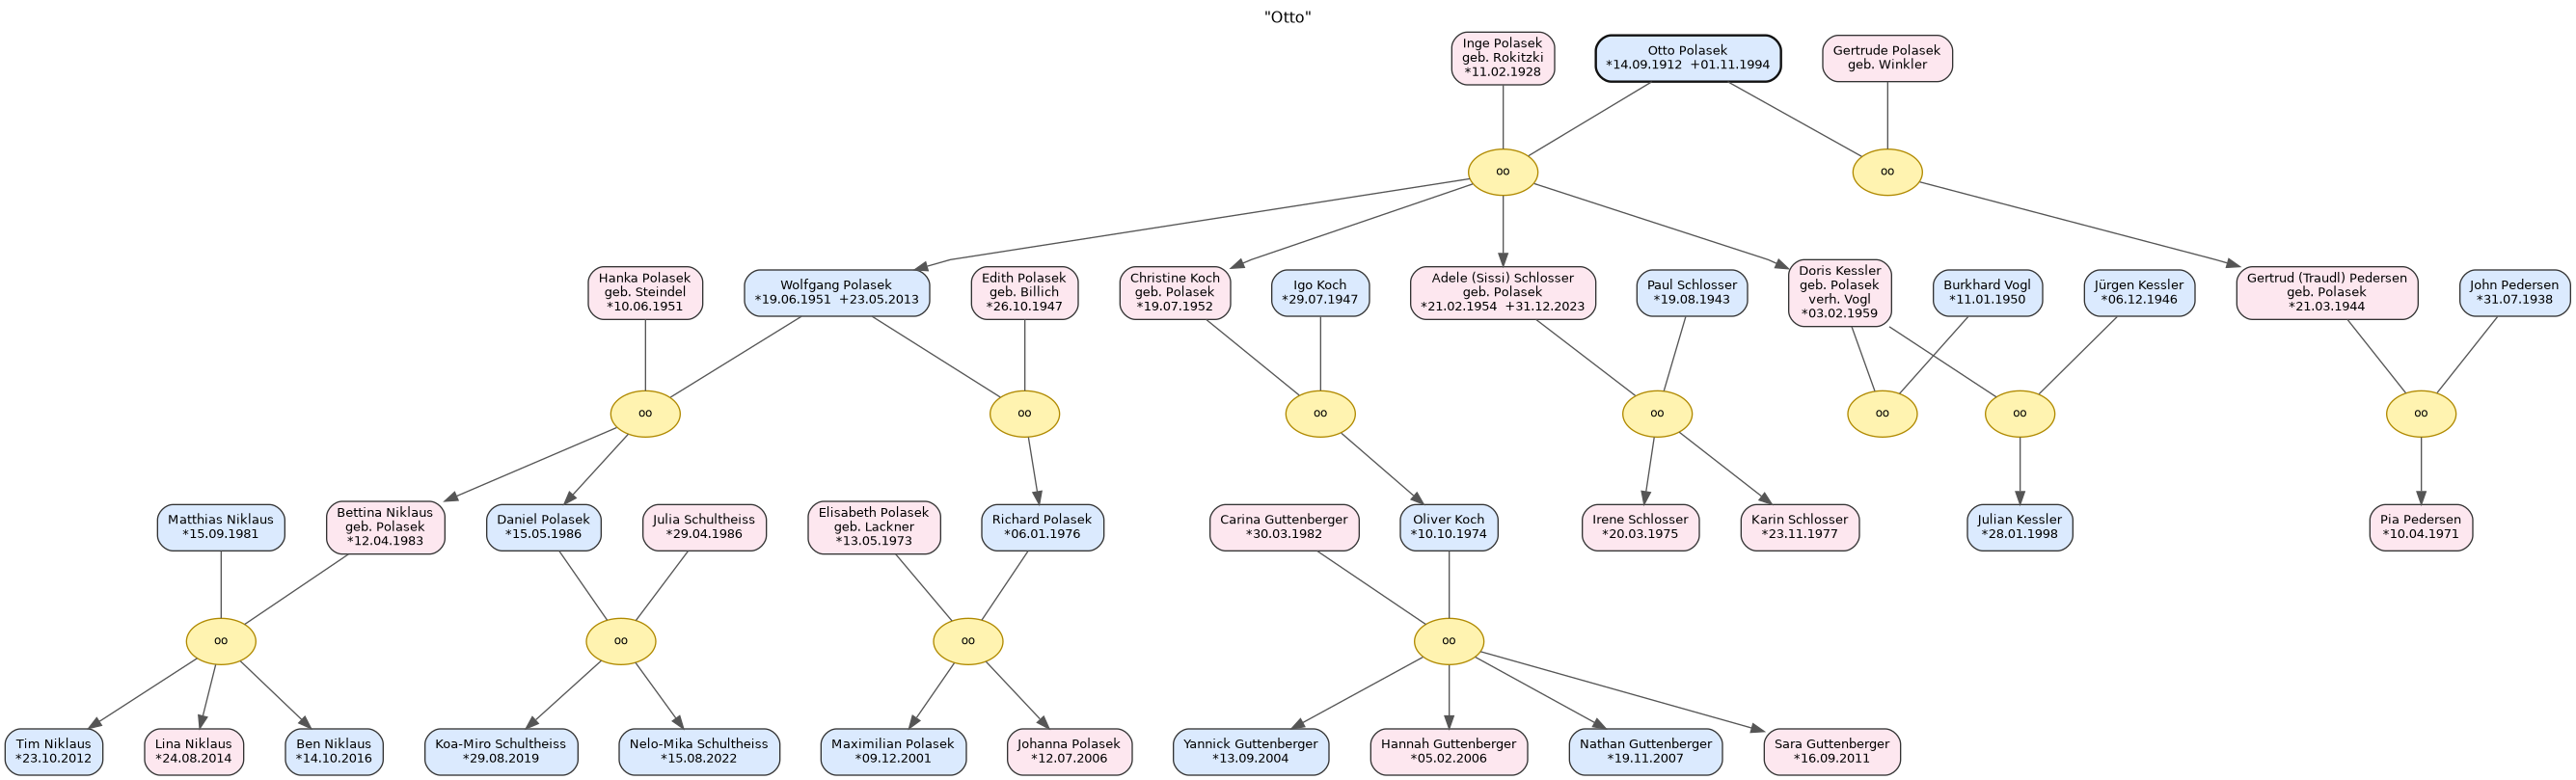 "Otto"
Inge Polasek
geb. Rokitzki
*11.02.1928
Otto Polasek
*14.09.1912  +01.11.1994
Gertrude Polasek
geb. Winkler
oo
oo
Hanka Polasek
geb. Steindel
*10.06.1951
Wolfgang Polasek
*19.06.1951  +23.05.2013
Edith Polasek
geb. Billich
*26.10.1947
Christine Koch
geb. Polasek
*19.07.1952
Igo Koch
*29.07.1947
Adele (Sissi) Schlosser
geb. Polasek
*21.02.1954  +31.12.2023
Paul Schlosser
*19.08.1943
Doris Kessler
geb. Polasek
verh. Vogl
*03.02.1959
Burkhard Vogl
*11.01.1950
Jürgen Kessler
*06.12.1946
Gertrud (Traudl) Pedersen
geb. Polasek
*21.03.1944
John Pedersen
*31.07.1938
oo
oo
oo
oo
oo
oo
oo
Matthias Niklaus
*15.09.1981
Bettina Niklaus
geb. Polasek
*12.04.1983
Daniel Polasek
*15.05.1986
Julia Schultheiss
*29.04.1986
Elisabeth Polasek
geb. Lackner
*13.05.1973
Richard Polasek
*06.01.1976
Carina Guttenberger
*30.03.1982
Oliver Koch
*10.10.1974
Irene Schlosser
*20.03.1975
Karin Schlosser
*23.11.1977
Julian Kessler
*28.01.1998
Pia Pedersen
*10.04.1971
oo
oo
oo
oo
Tim Niklaus
*23.10.2012
Lina Niklaus
*24.08.2014
Ben Niklaus
*14.10.2016
Koa-Miro Schultheiss
*29.08.2019
Nelo-Mika Schultheiss
*15.08.2022
Maximilian Polasek
*09.12.2001
Johanna Polasek
*12.07.2006
Yannick Guttenberger
*13.09.2004
Hannah Guttenberger
*05.02.2006
Nathan Guttenberger
*19.11.2007
Sara Guttenberger
*16.09.2011